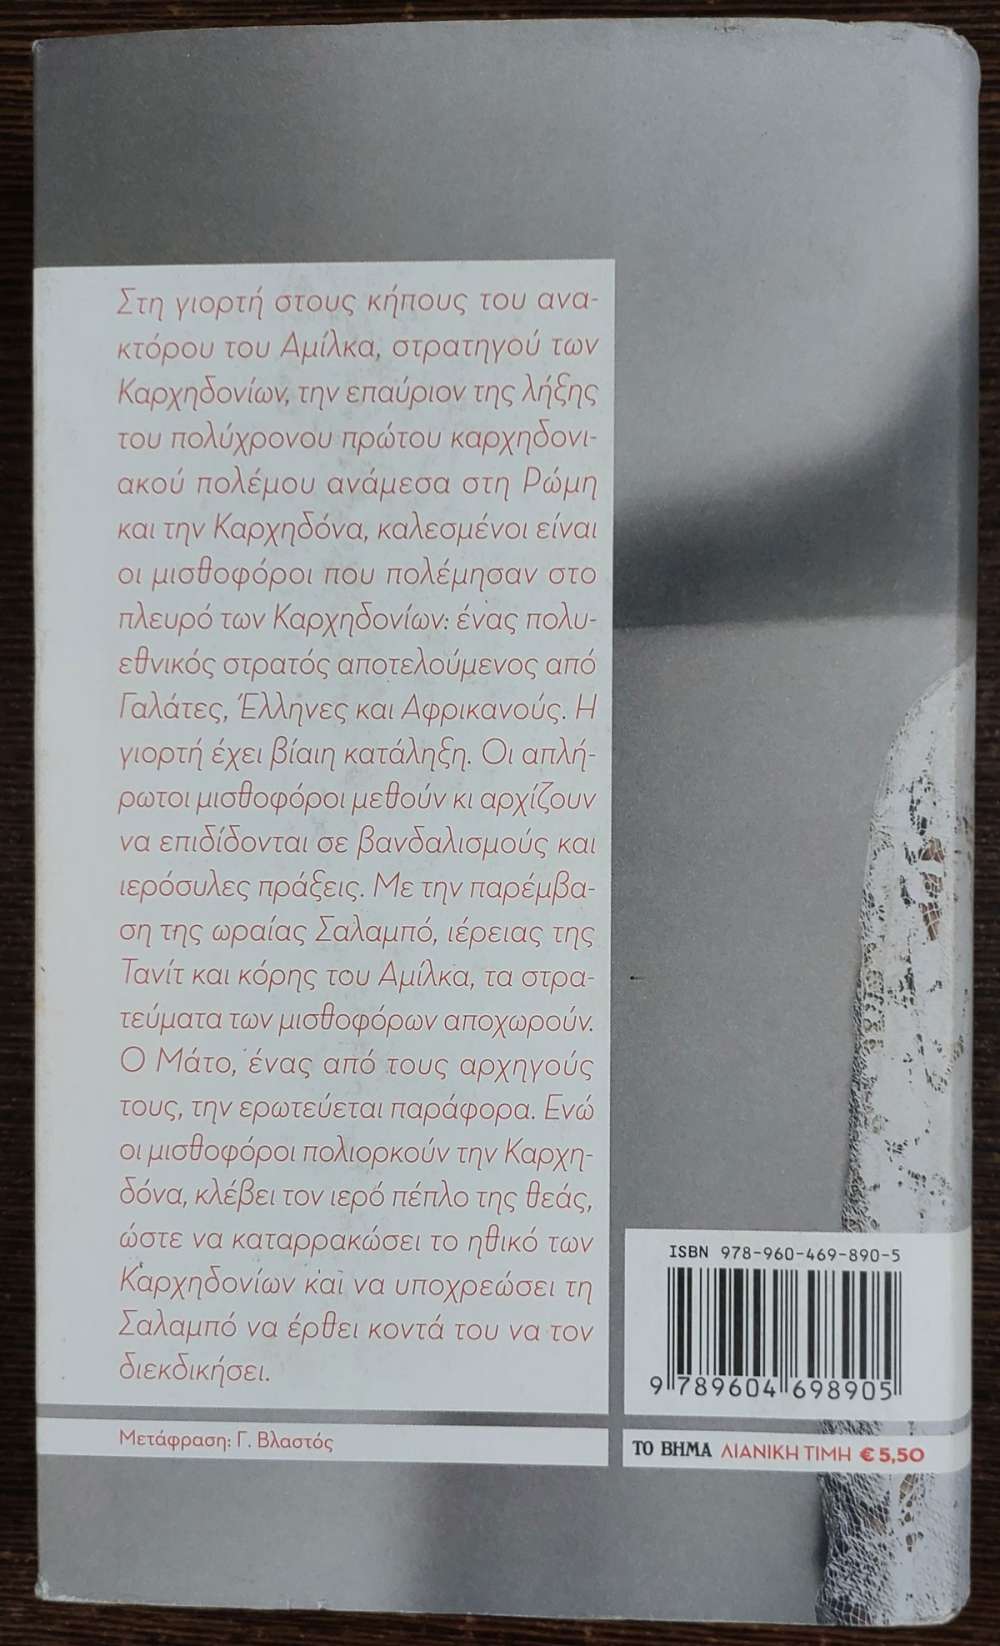 Στη γιορτή στους κήπους του ανα-
κτόρου του Αμίλκα, στρατηγού των
Καρχηδονίων, την επαύριον της λήξης
του πολύχρονου πρώτου καρχηδονι-
ακού πολέμου ανάμεσα στη Ρώμη
και την Καρχηδόνα, καλεσμένοι είναι
οι μισθοφόροι που πολέμησαν στο
πλευρό των Καρχηδονίων: ένας πολυ-
εθνικός στρατός αποτελούμενος από
Γαλάτες, Έλληνες και Αφρικανούς. Η
γιορτή έχει βίαιη κατάληξη. Οι απλή-
ρωτοι μισθοφόροι μεθούν κι αρχίζουν
να επιδίδονται σε βανδαλισμούς και
ιερόσυλες πράξεις. Με την παρέμβα-
ση της ωραίας Σαλαμπό, ιέρειας της
Τανίτ και κόρης του Αμίλκα, τα στρα-
τεύματα των μισθοφόρων αποχωρούν.
Ο Μάτο, ένας από τους αρχηγούς
τους, την ερωτεύεται παράφορα. Ενώ
οι μισθοφόροι πολιορκούν την Καρχη-
δόνα, κλέβει τον ιερό πέπλο της θεάς,
ώστε να καταρρακώσει το ηθικό των
Καρχηδονίων και να υποχρεώσει τη
Σαλαμπό να έρθει κοντά του να τον
διεκδικήσει.
Μετάφραση: Γ. Βλαστός
ISBN 978-960-469-890-5
9 789604 698905
ΤΟ ΒΗΜΑ ΛΙΑΝΙΚΗ ΤΙΜΗ € 5,50